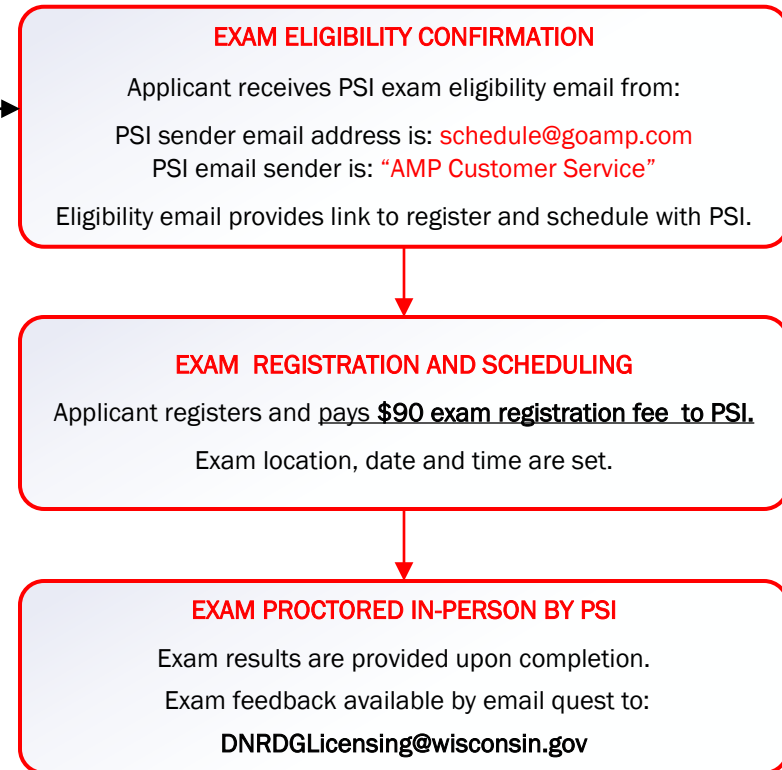 EXAM ELIGIBILITY CONFIRMATION
Applicant receives PSI exam eligibility email from:
PSI sender email address is: schedule@goamp.com
PSI email sender is: “AMP Customer Service”
Eligibility email provides link to register and schedule with PSI.
EXAM REGISTRATION AND SCHEDULING
Applicant registers and pays $90 exam registration fee to PSI.
Exam location, date and time are set.
EXAM PROCTORED IN-PERSON BY PSI
Exam results are provided upon completion.
Exam feedback available by email quest to:
DNRDGLicensing@wisconsin.gov